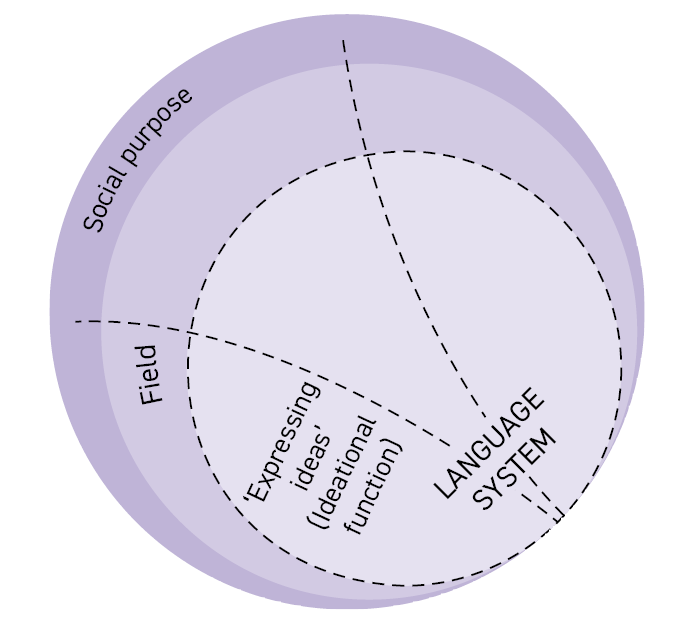 Social purpose
Field
‘Expressing
ideas’
(Ideational
function)
LANGUAGE
SYSTEM